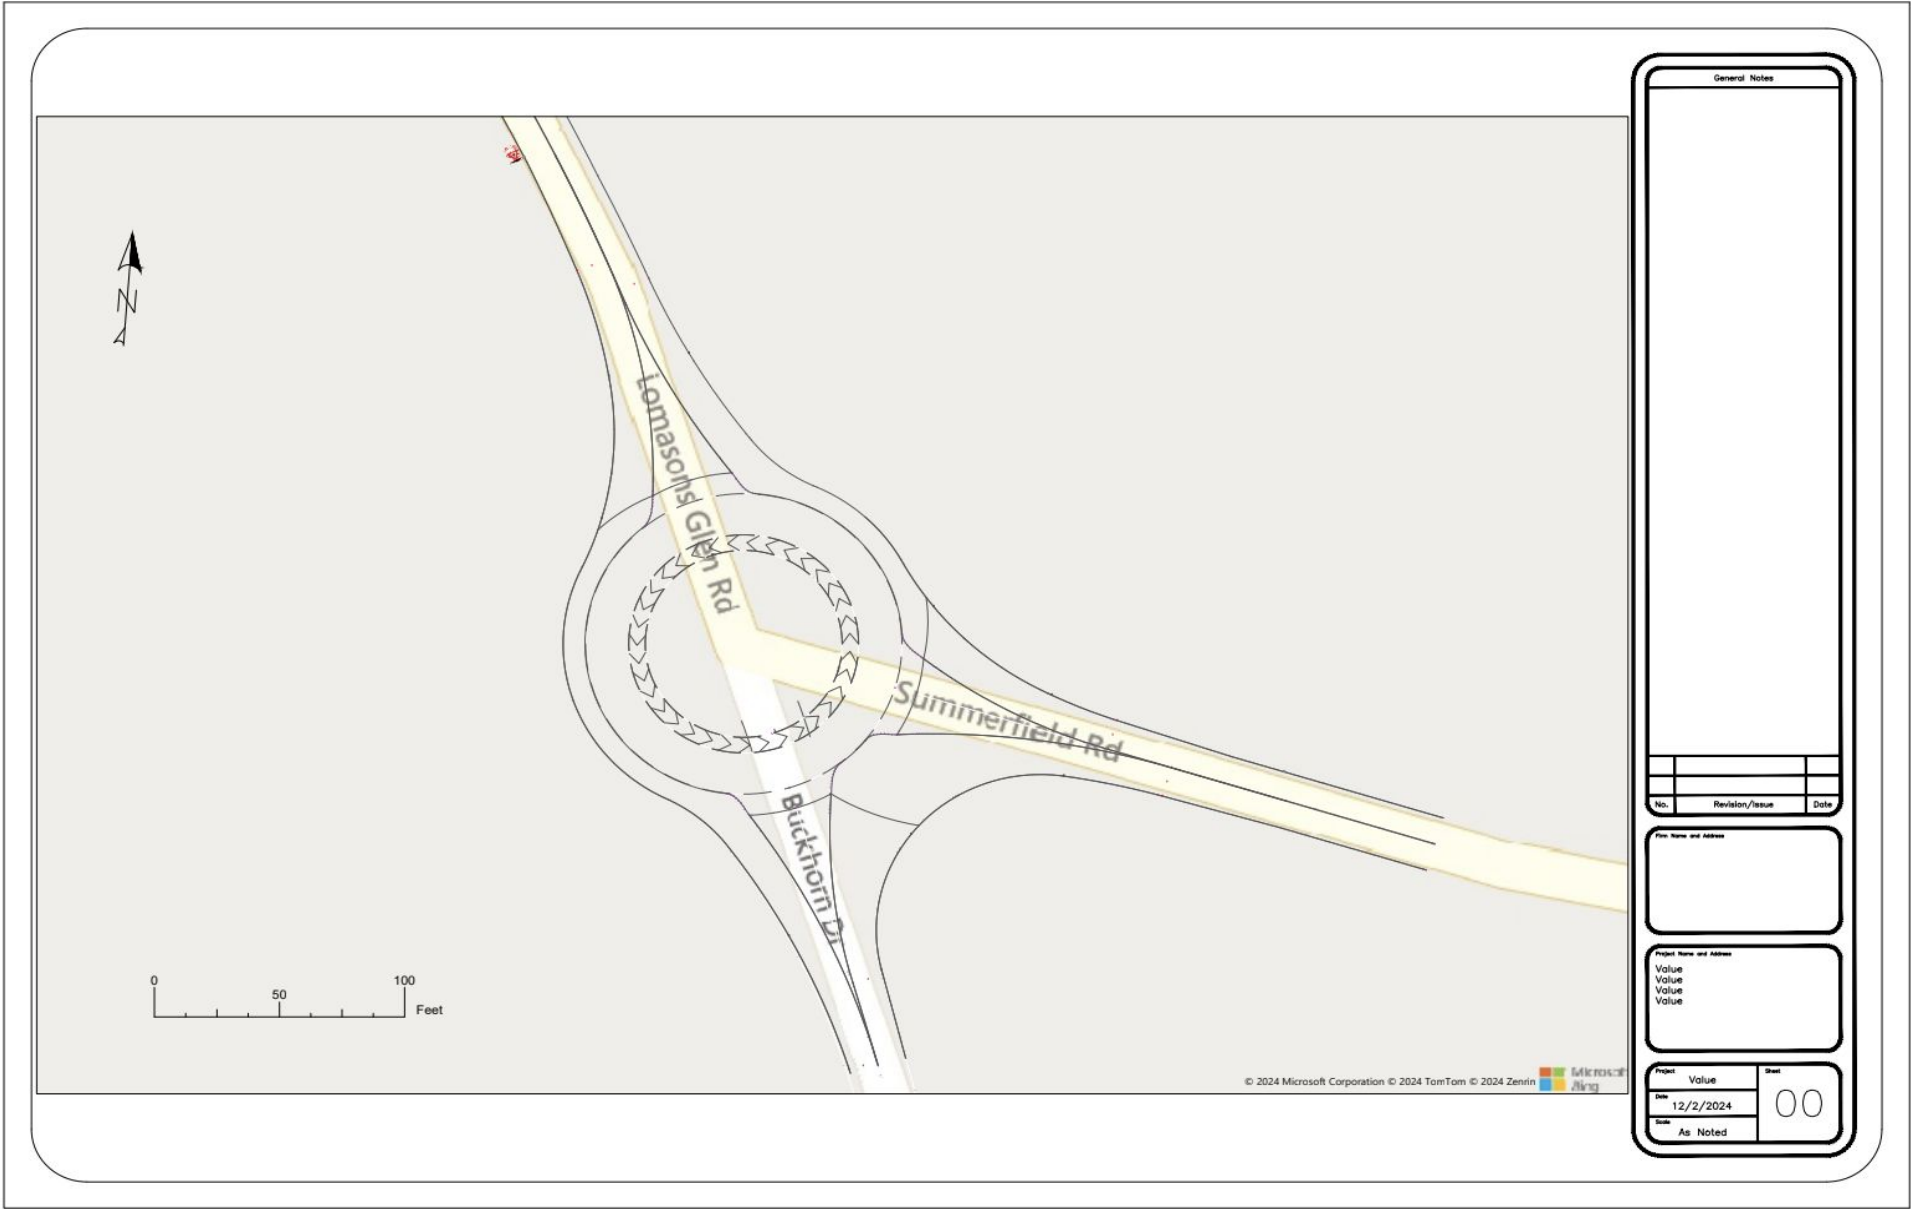 General Notes
N
Lomasons Glen Rd
Summerfield Rd
Buckhorn Dr
0
50
100
Feet
© 2024 Microsoft Corporation © 2024 TomTom © 2024 Zenrin
Microsoft
Bing
No.
Revision/Issue
Date
Firm Name and Address
Project Name and Address
Value
Value
Value
Value
Project
Value
Sheet
00
Date
12/2/2024
Scale
As Noted